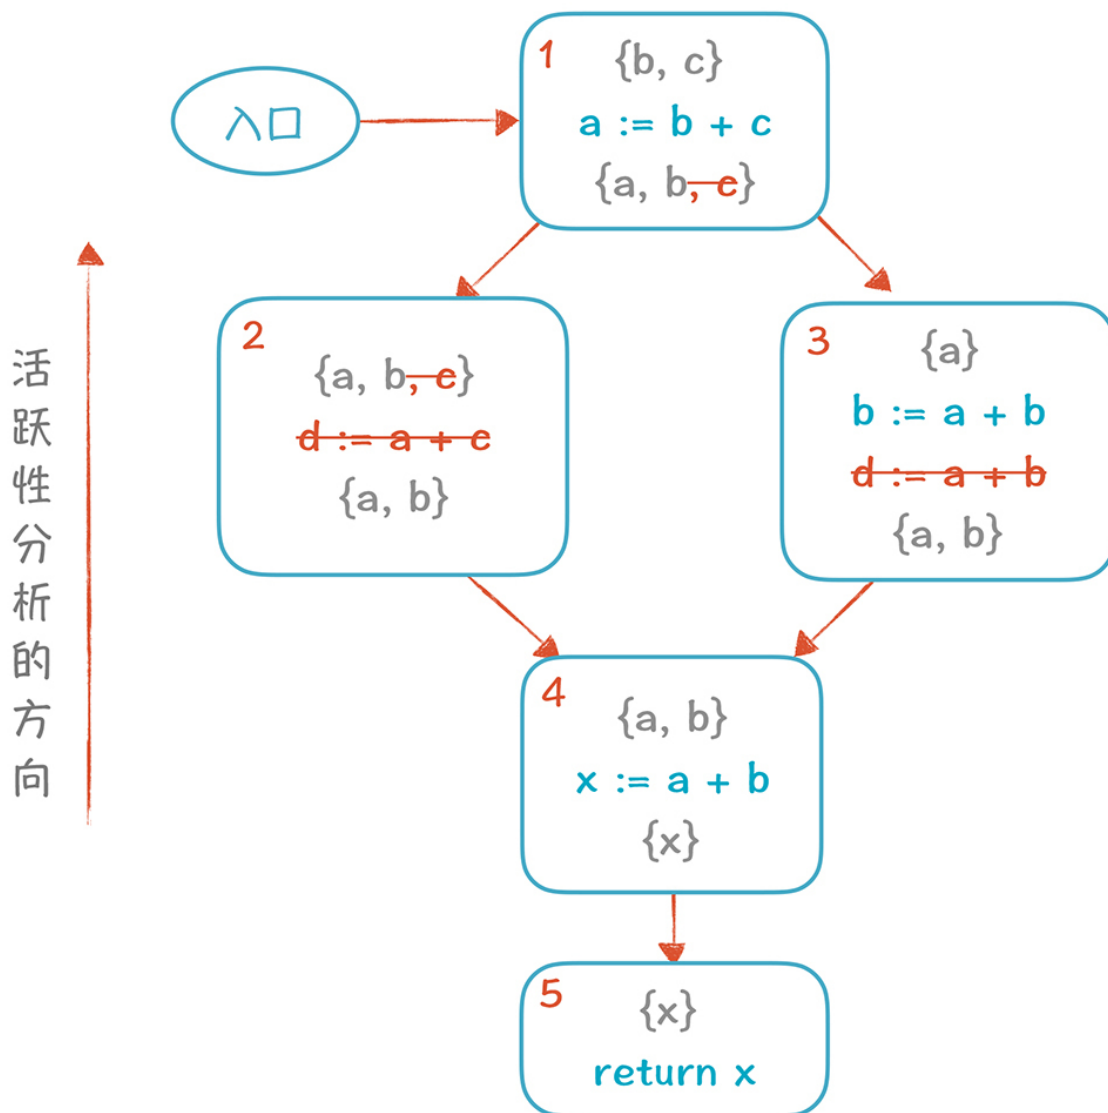 入口
1
{b, c}
a := b + c
{a, b, c}
活跃性分析的方向
2
{a, b, c}
d := a + c
{a, b}
3
{a}
b := a + b
d := a + b
{a, b}
4
{a, b}
x := a + b
{x}
5
{x}
return x